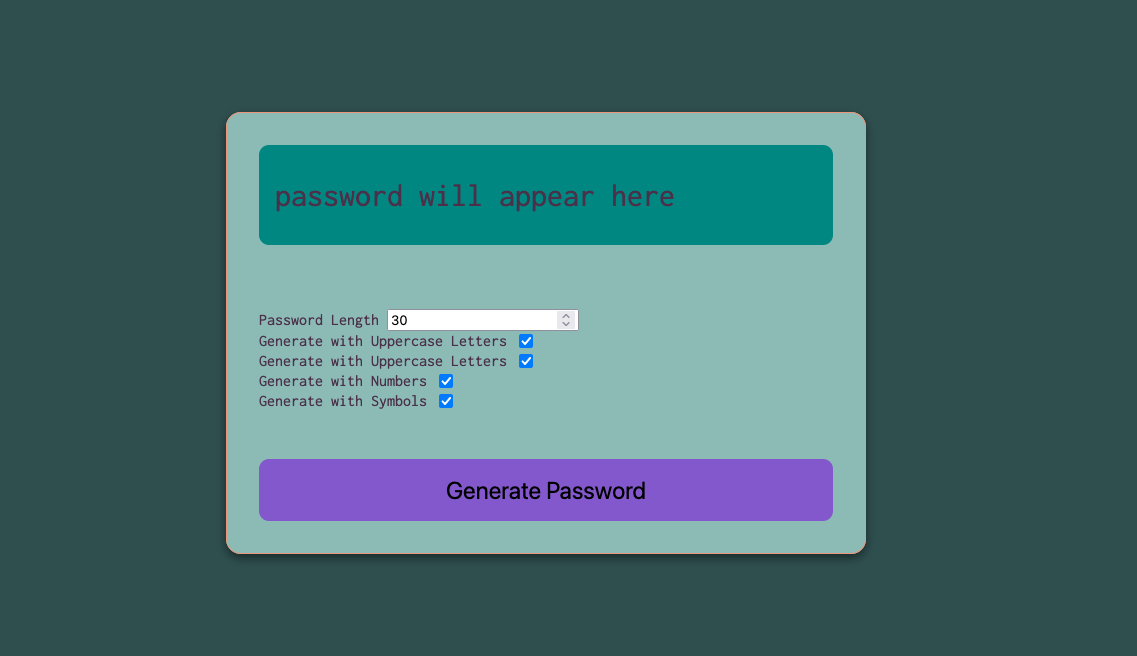 password will appear here
Password Length 30
Generate with Uppercase Letters
Generate with Uppercase Letters
Generate with Numbers
Generate with Symbols
Generate Password